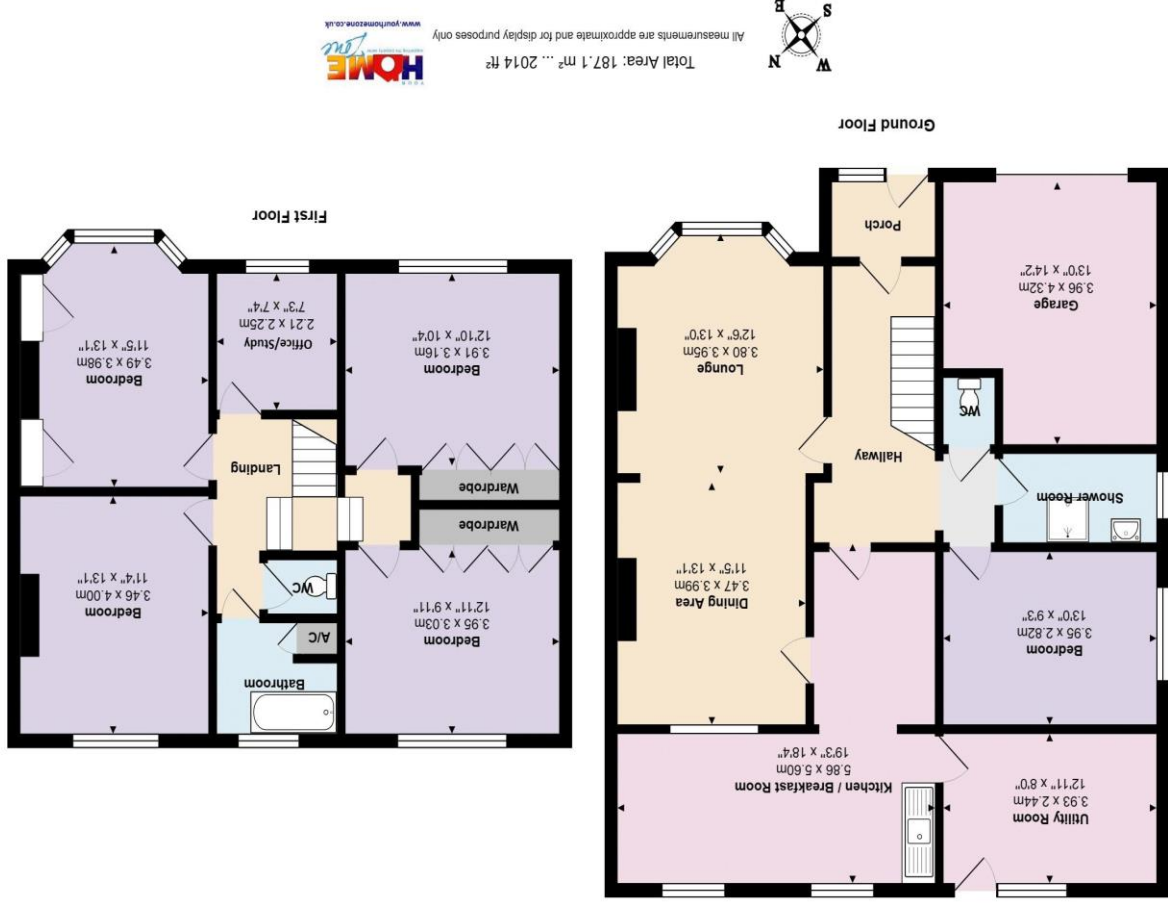 Utility Room
3.93 x 2.44m
12'11" x 8'0"
Kitchen / Breakfast Room
5.86 x 5.60m
19'3" x 18'4"
Bedroom
3.95 x 2.82m
13'0" x 9'3"
Dining Area
3.47 x 3.99m
11'5" x 13'1"
Shower Room
Hallway
WC
Lounge
3.80 x 3.95m
12'6" x 13'0"
Garage
3.96 x 4.32m
13'0" x 14'2"
Porch
Ground Floor
Bathroom
Bedroom
3.95 x 3.03m
12'11" x 9'11"
A/C
Bedroom
3.46 x 4.00m
11'4" x 13'1"
WC
Wardrobe
Wardrobe
Landing
Bedroom
3.91 x 3.16m
12'10" x 10'4"
Office/Study
2.21 x 2.25m
7'3" x 7'4"
Bedroom
3.49 x 3.98m
11'5" x 13'1"
First Floor
W N
S E
Total Area: 187.1 m² ... 2014 ft²
All measurements are approximate and for display purposes only
YOUR
HOME
Zone
www.yourhomezone.co.uk